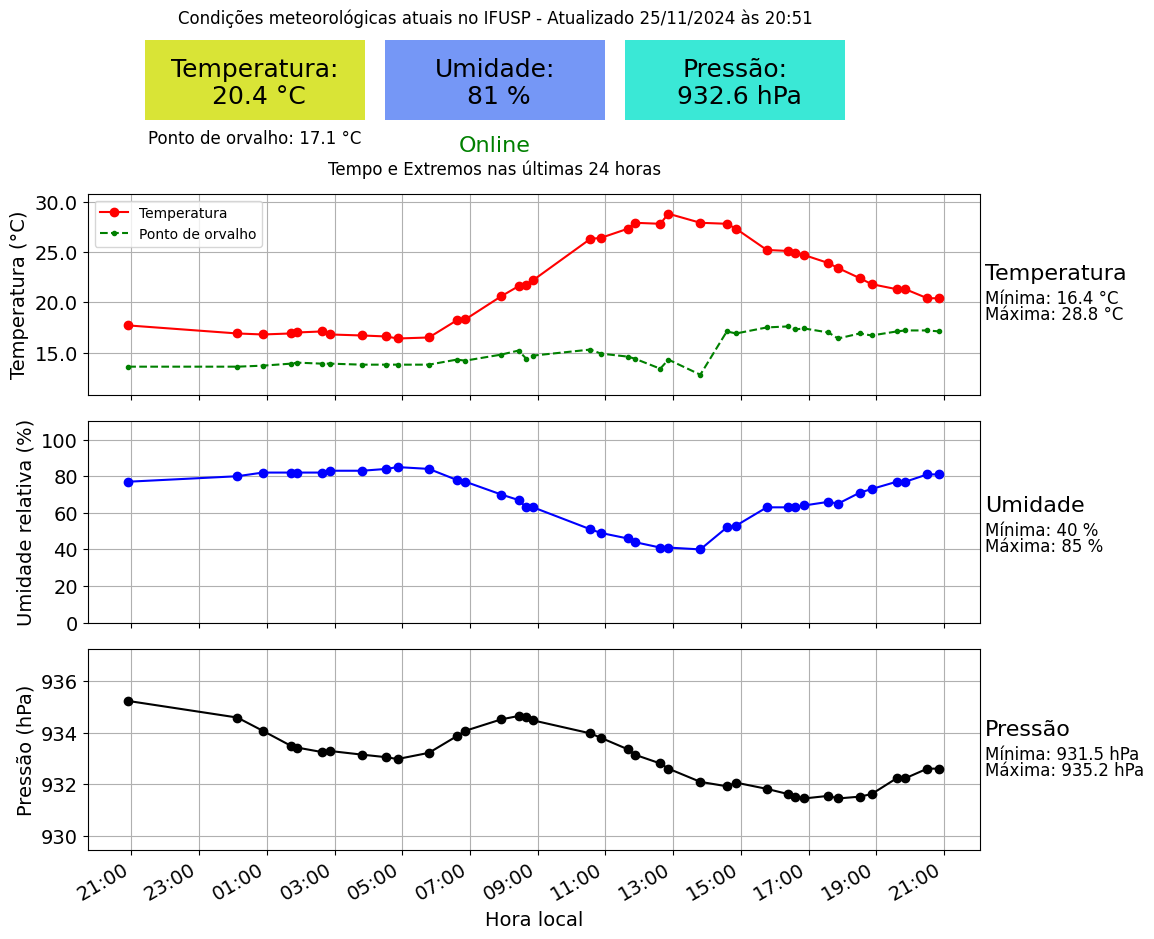 Condições meteorológicas atuais no IFUSP - Atualizado 25/11/2024 às 20:51
Temperatura:
20.4 °C
Umidade:
81 %
Pressão:
932.6 hPa
Ponto de orvalho: 17.1 °C
Online
Tempo e Extremos nas últimas 24 horas
Temperatura (°C)
30.0
25.0
20.0
15.0
Temperatura
Ponto de orvalho
Temperatura
Mínima: 16.4 °C
Máxima: 28.8 °C
Umidade relativa (%)
100
80
60
40
20
0
Umidade
Mínima: 40 %
Máxima: 85 %
Pressão (hPa)
936
934
932
930
Pressão
Mínima: 931.5 hPa
Máxima: 935.2 hPa
21:00 23:00 01:00 03:00 05:00 07:00 09:00 11:00 13:00 15:00 17:00 19:00 21:00
Hora local